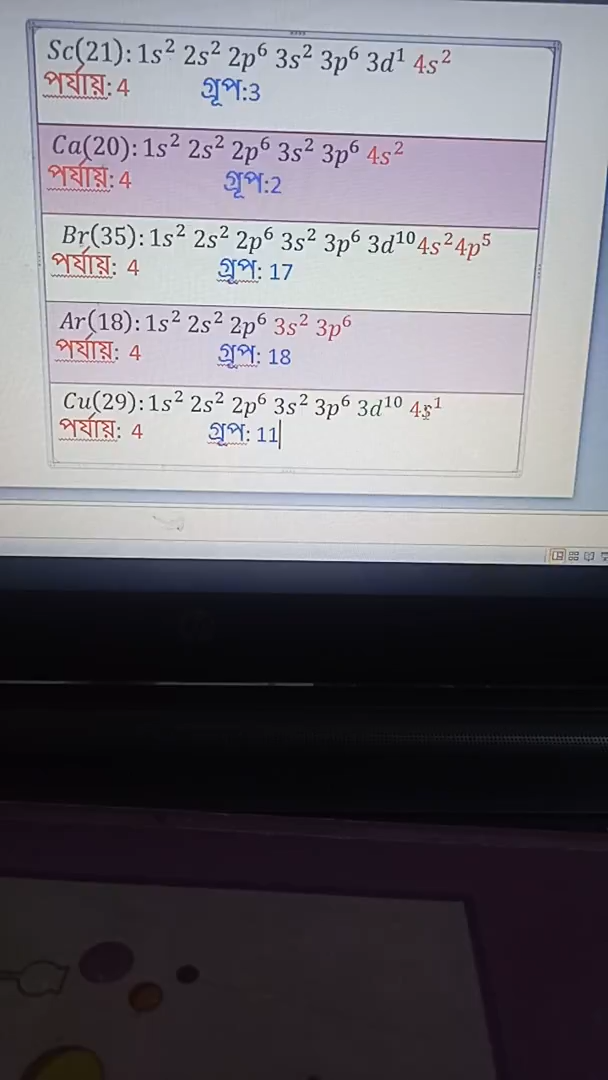 Sc(21): 1s² 2s² 2p⁶ 3s² 3p⁶ 3d¹ 4s²
পর্যায়: 4 গ্রূপ:3
Ca(20): 1s² 2s² 2p⁶ 3s² 3p⁶ 4s²
পর্যায়: 4 গ্রূপ:2
Br(35): 1s² 2s² 2p⁶ 3s² 3p⁶ 3d¹⁰4s²4p⁵
পর্যায়: 4 গ্রূপ: 17
Ar(18): 1s² 2s² 2p⁶ 3s² 3p⁶
পর্যায়: 4 গ্রূপ: 18
Cu(29): 1s² 2s² 2p⁶ 3s² 3p⁶ 3d¹⁰ 4s¹
পর্যায়: 4 গ্রূপ: 11